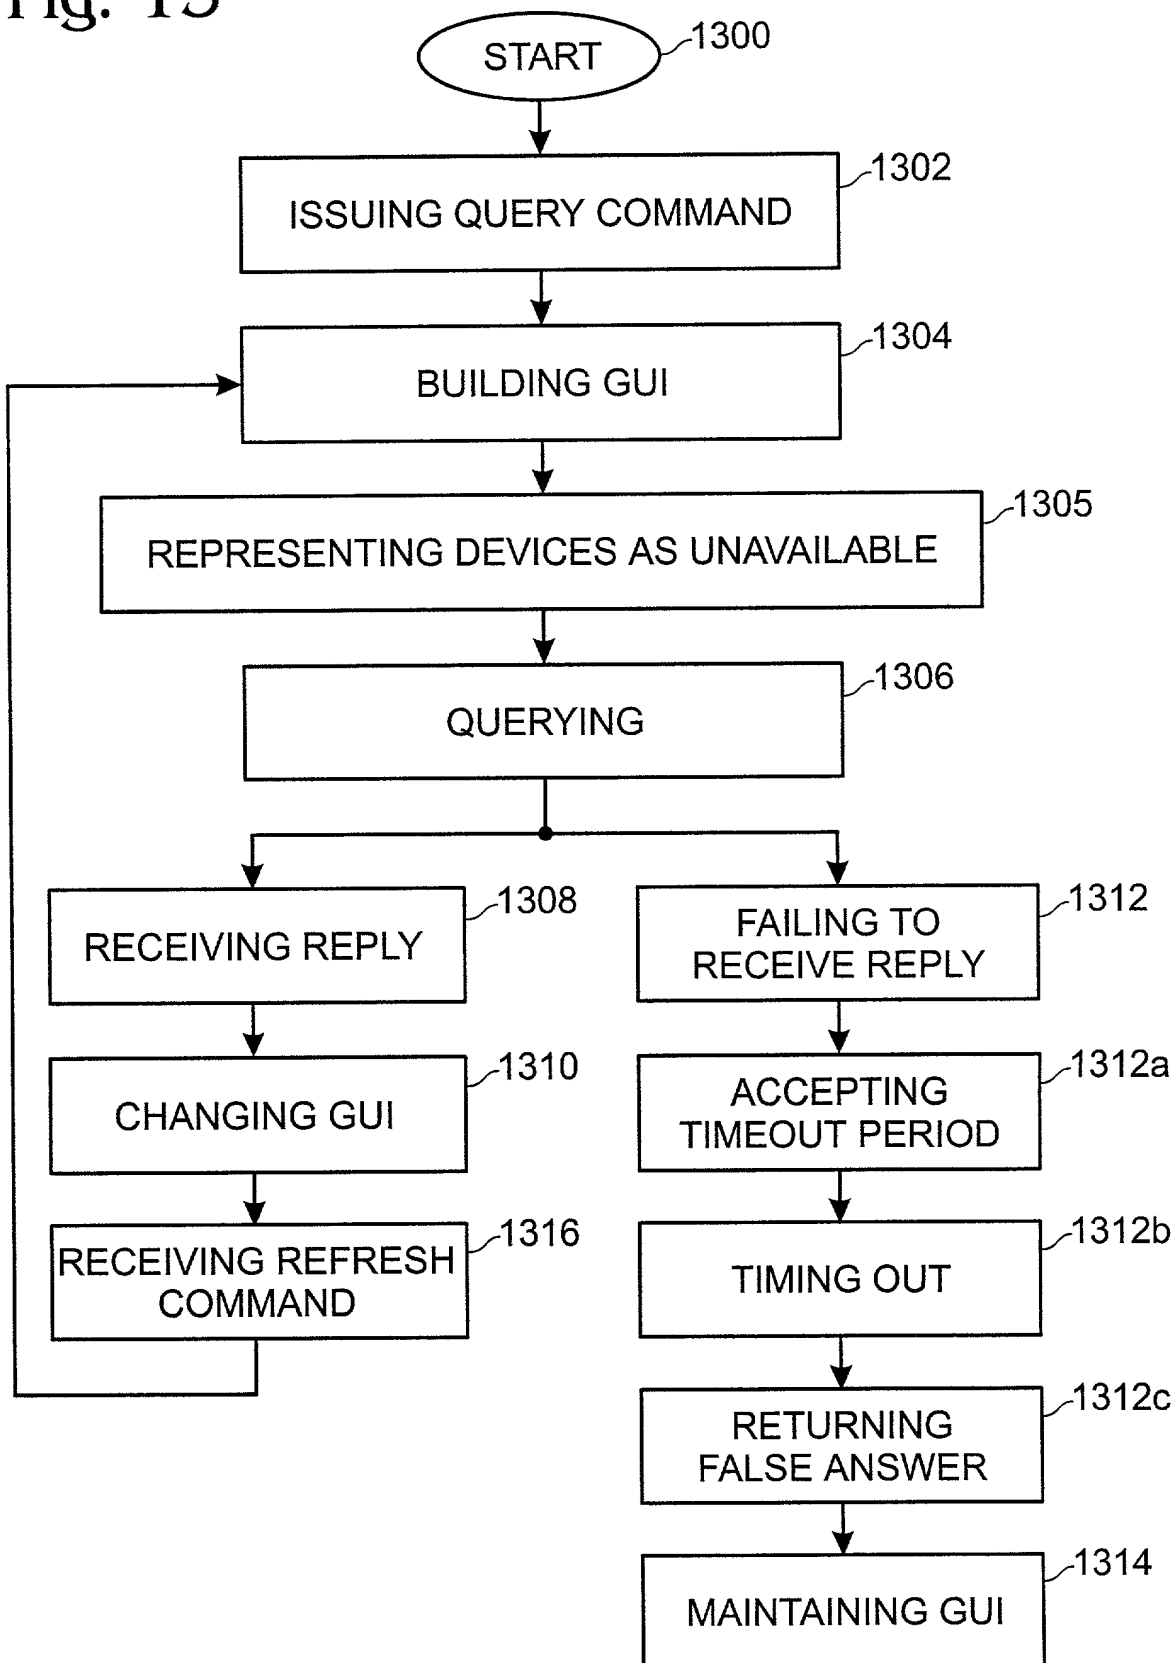 Fig. 13
START
1300
ISSUING QUERY COMMAND
1302
BUILDING GUI
1304
REPRESENTING DEVICES AS UNAVAILABLE
1305
QUERYING
1306
RECEIVING REPLY
1308
CHANGING GUI
1310
RECEIVING REFRESH
COMMAND
1316
FAILING TO
RECEIVE REPLY
1312
ACCEPTING
TIMEOUT PERIOD
1312a
TIMING OUT
1312b
RETURNING
FALSE ANSWER
1312c
MAINTAINING GUI
1314